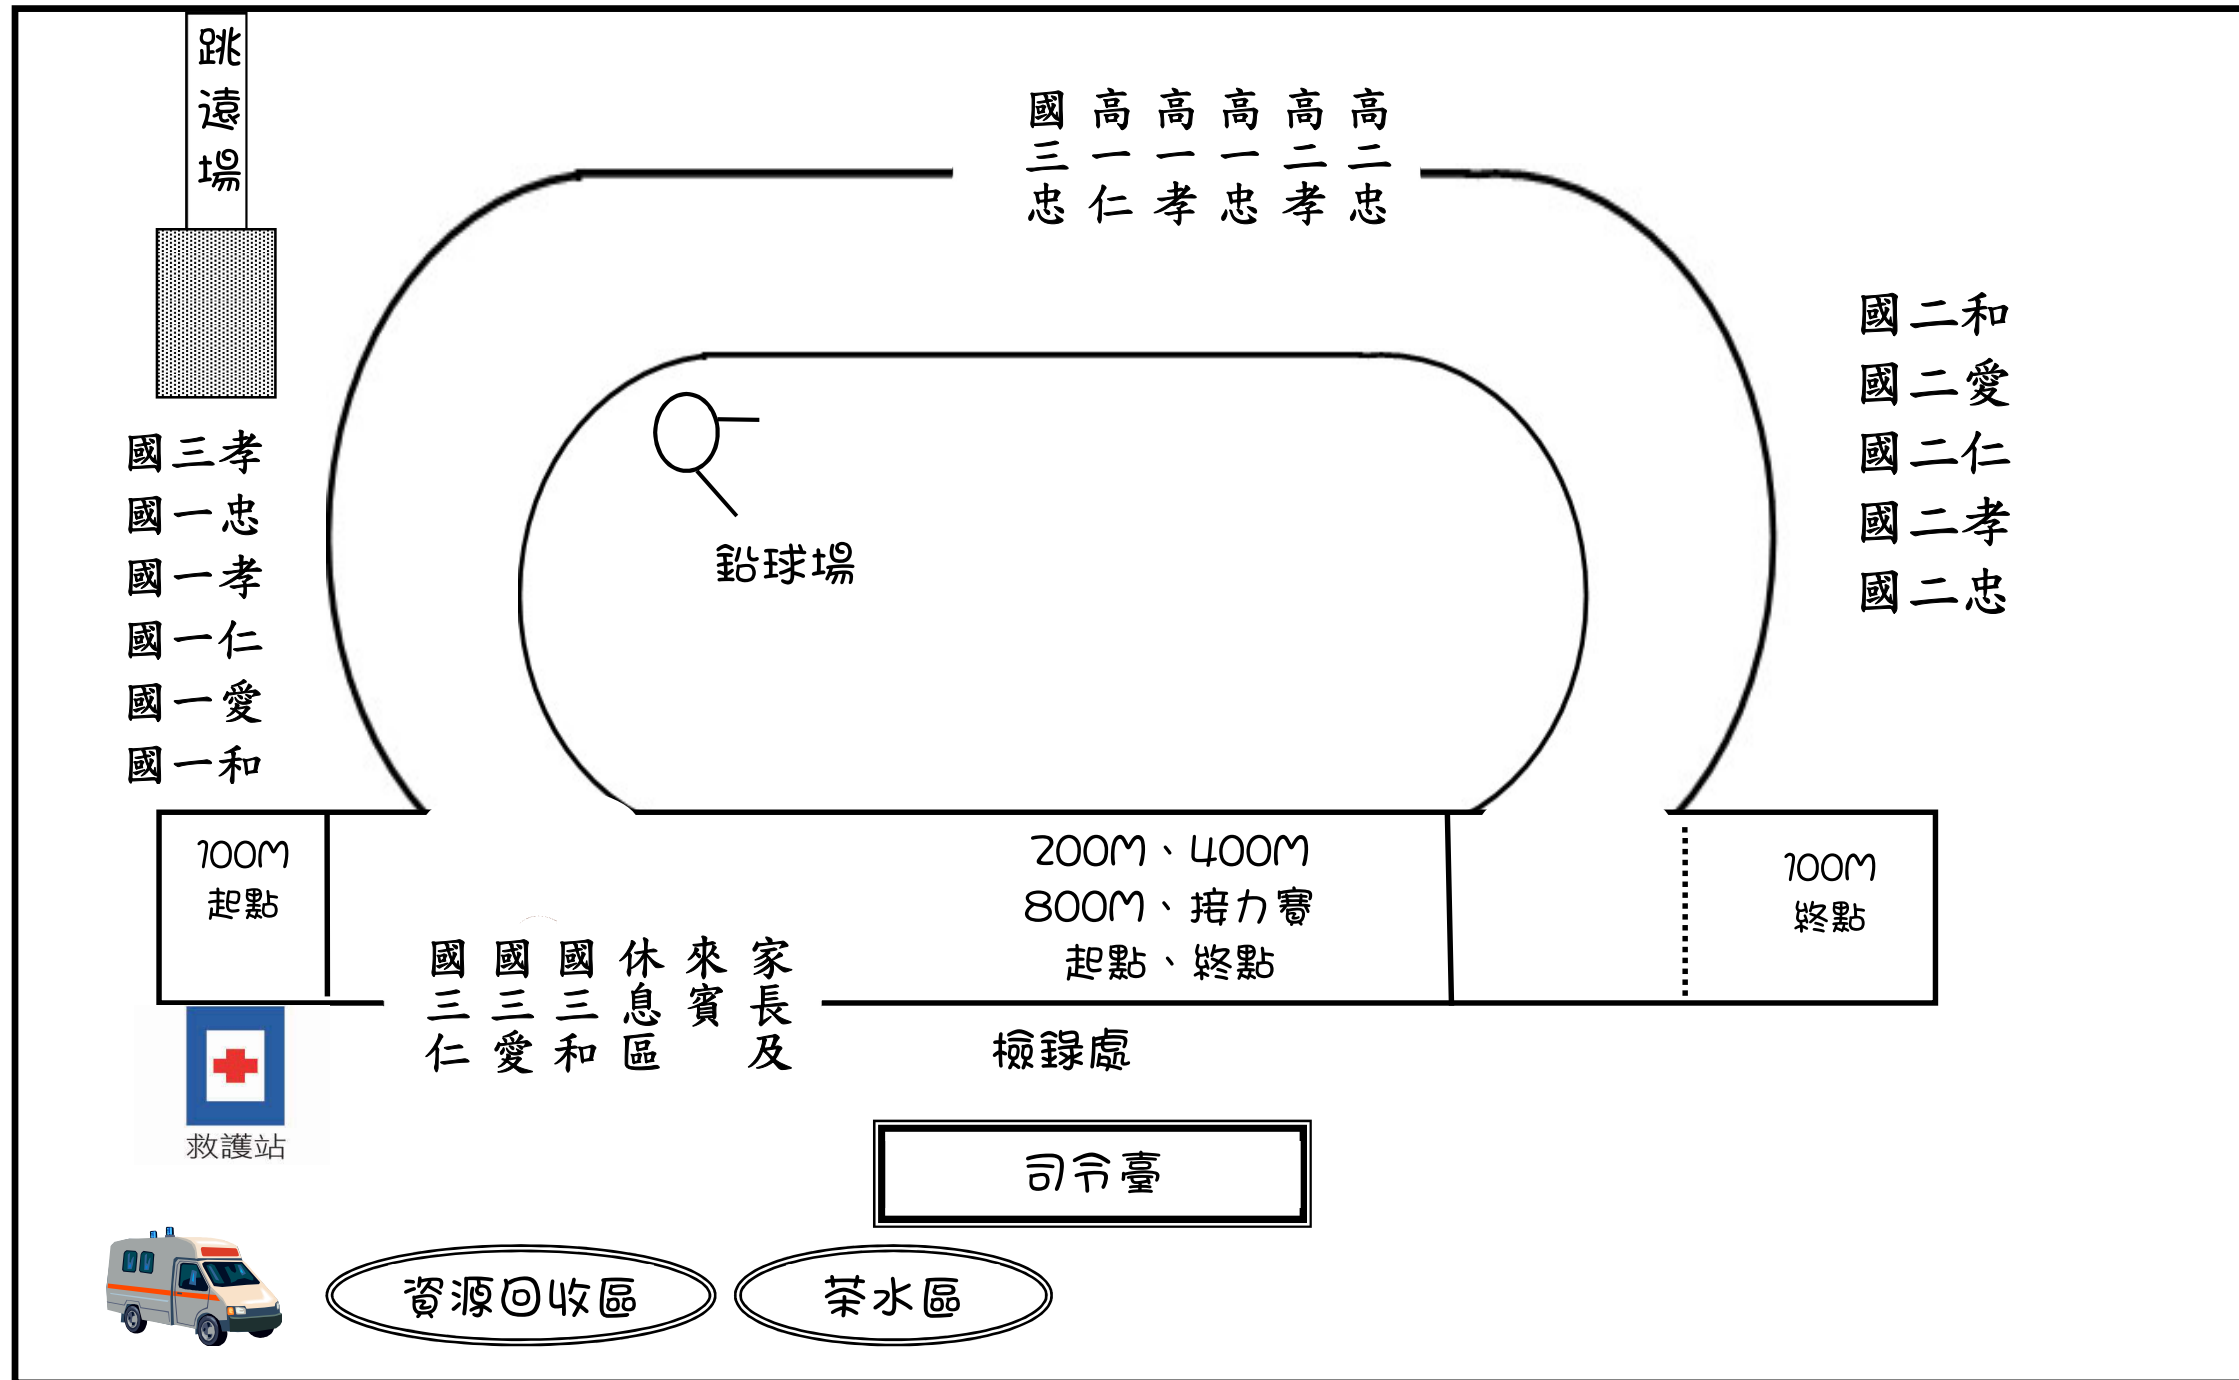 跳遠場
國三忠
高一仁
高一孝
高一忠
高二孝
高二忠
國二和
國二愛
國二仁
國二孝
國二忠
國三孝
國一忠
國一孝
國一仁
國一愛
國一和
鉛球場
100M
起點
200M、400M
800M、接力賽
起點、終點
100M
終點
國三仁
國三愛
國三和
家長及
來賓
休息區
檢錄處
救護站
司令臺
資源回收區
茶水區